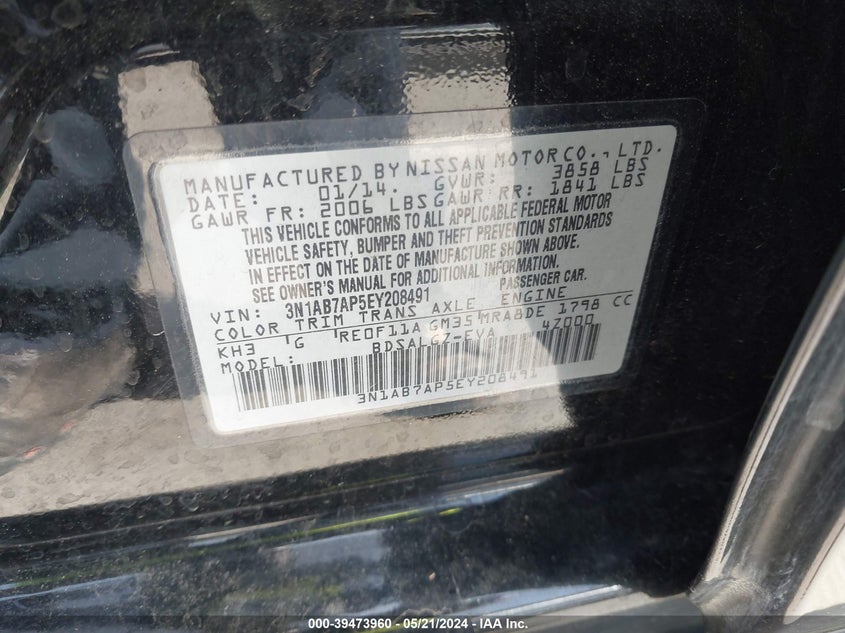 MANUFACTURED BY NISSAN MOTOR CO., LTD.
DATE: 01/14. GVWR: 3858 LBS
GAWR FR: 2006 LBS GAWR RR: 1841 LBS
THIS VEHICLE CONFORMS TO ALL APPLICABLE FEDERAL MOTOR
VEHICLE SAFETY, BUMPER AND THEFT PREVENTION STANDARDS
IN EFFECT ON THE DATE OF MANUFACTURE SHOWN ABOVE.
SEE OWNER'S MANUAL FOR ADDITIONAL INFORMATION.
VIN: 3N1AB7AP5EY208491 PASSENGER CAR.
COLOR TRIM TRANS AXLE ENGINE
KH3 G RE0F11A GM35 MRA8DE 1798 CC
MODEL: BDSALG7-EVA 4Z000
3N1AB7AP5EY208491
000-39473960 - 05/21/2024 - IAA Inc.